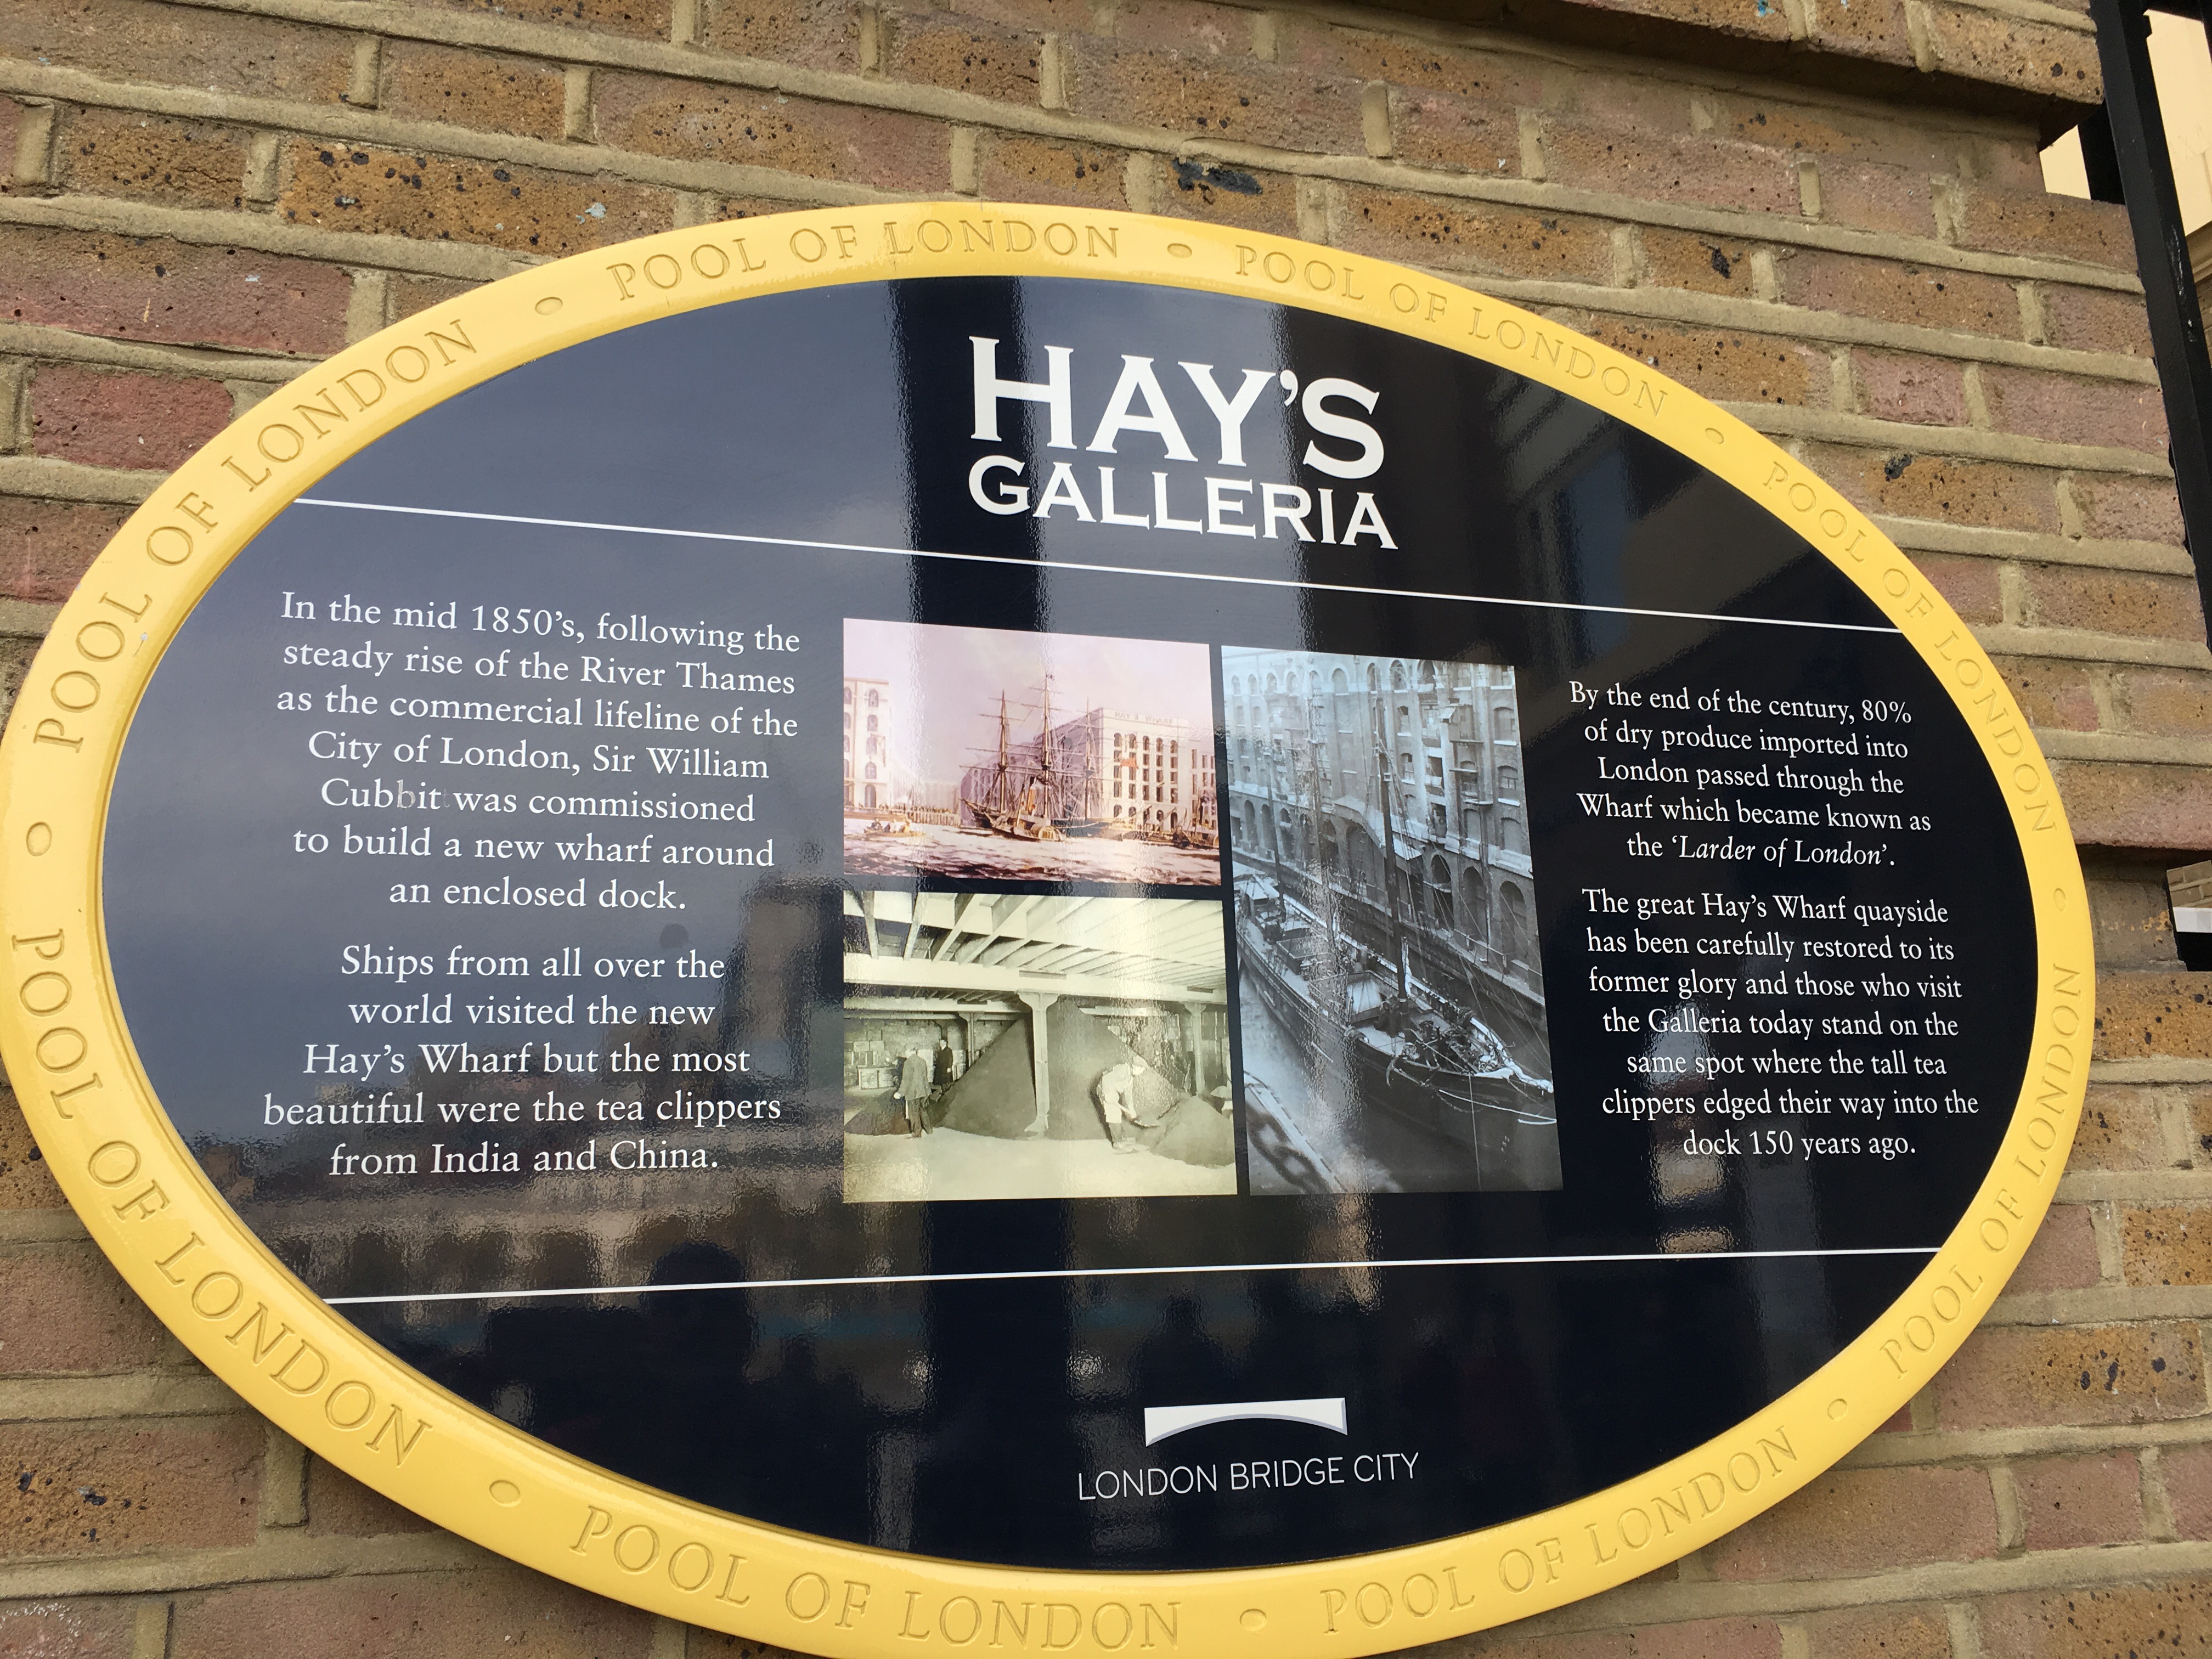 POOL OF LONDON • POOL OF LONDON • POOL OF LONDON • POOL OF LONDON • POOL OF LONDON • POOL OF LONDON • POOL OF LONDON • POOL OF LONDON
HAY'S
GALLERIA
In the mid 1850's, following the
steady rise of the River Thames
as the commercial lifeline of the
City of London, Sir William
Cubbit was commissioned
to build a new wharf around
an enclosed dock.
Ships from all over the
world visited the new
Hay's Wharf but the most
beautiful were the tea clippers
from India and China.
By the end of the century, 80%
of dry produce imported into
London passed through the
Wharf which became known as
the 'Larder of London'.
The great Hay's Wharf quayside
has been carefully restored to its
former glory and those who visit
the Galleria today stand on the
same spot where the tall tea
clippers edged their way into the
dock 150 years ago.
LONDON BRIDGE CITY